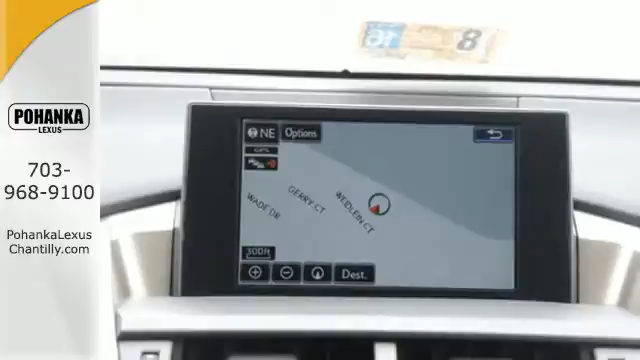 POHANKA
LEXUS
703-
968-9100
PohankaLexus
Chantilly.com
8
NE
Options
GPS
WADE DR
GERRY CT
WEIDLEIN CT
300ft
Dest.